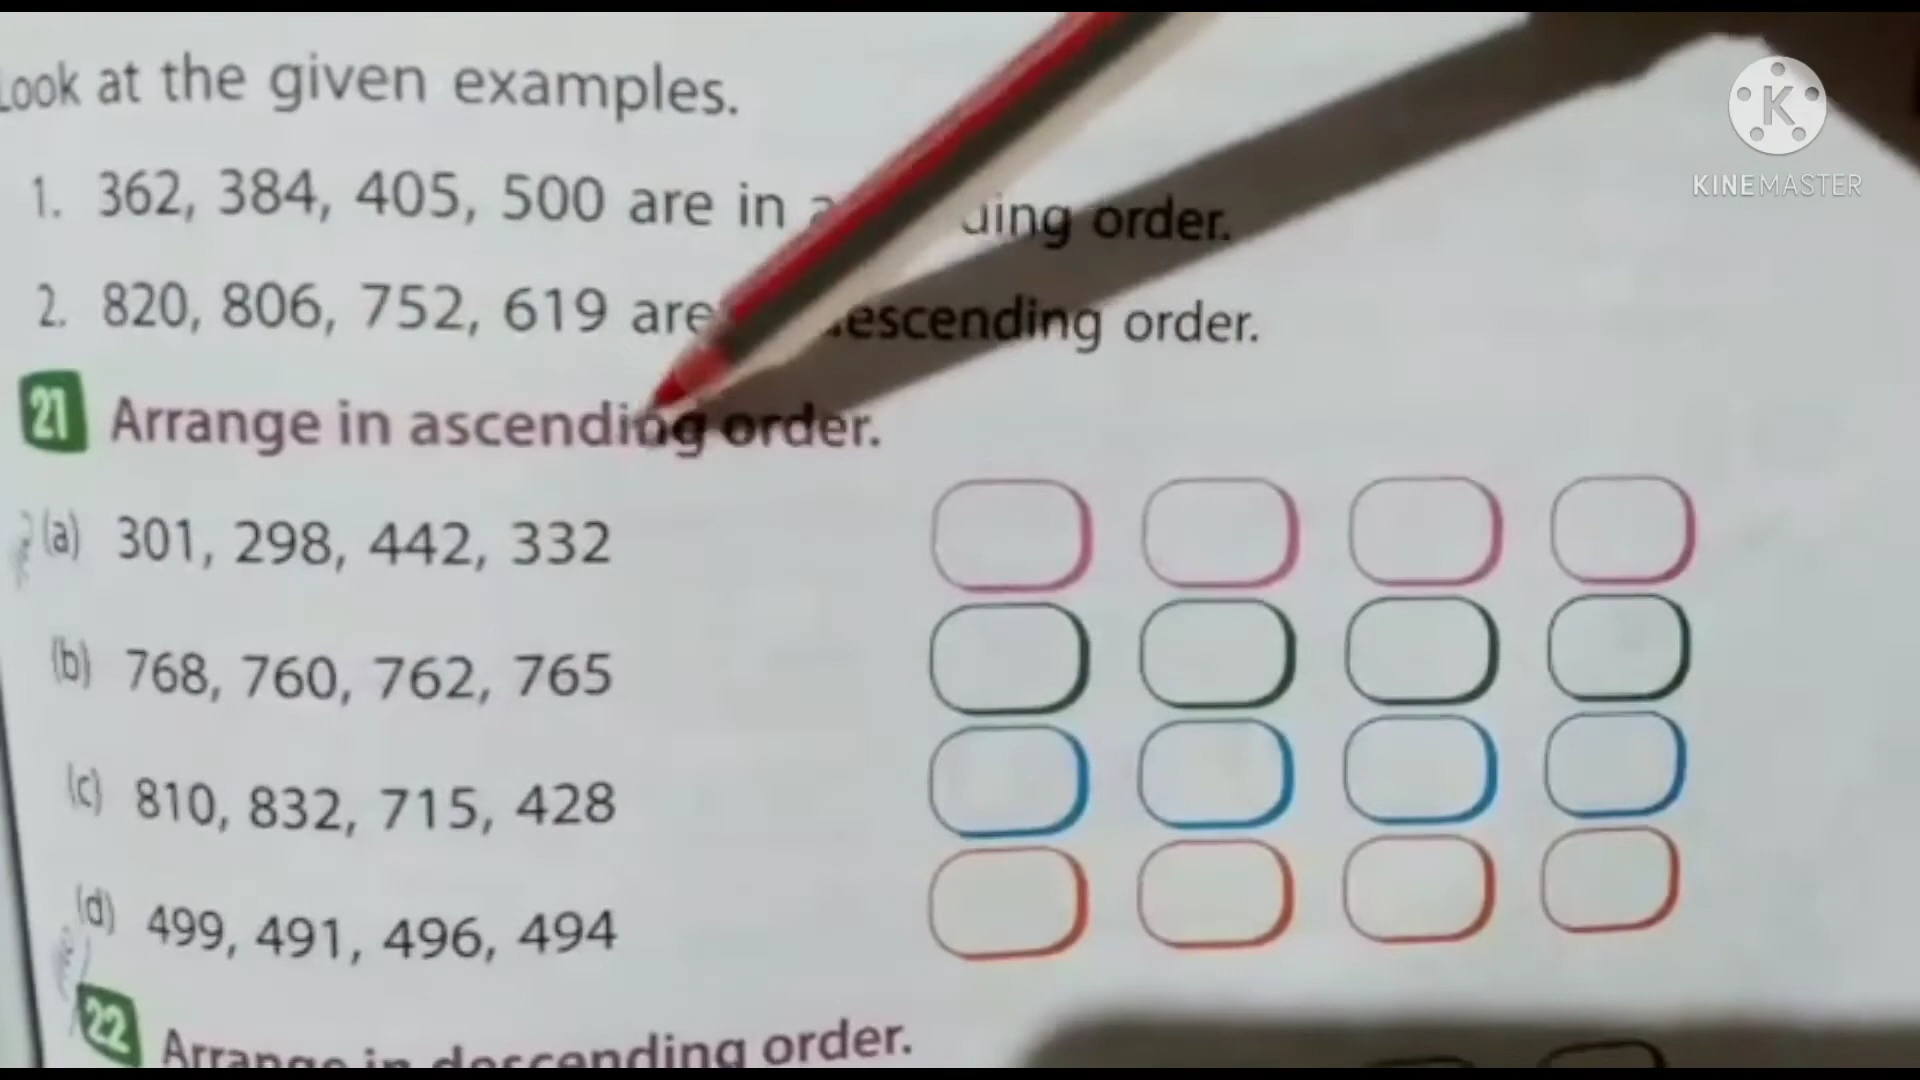 Look at the given examples.
1. 362, 384, 405, 500 are in ding order.
2. 820, 806, 752, 619 are descending order.
21 Arrange in ascending order.
(a) 301, 298, 442, 332
(b) 768, 760, 762, 765
(c) 810, 832, 715, 428
(d) 499, 491, 496, 494
22 Arrange in descending order.
K
KINEMASTER